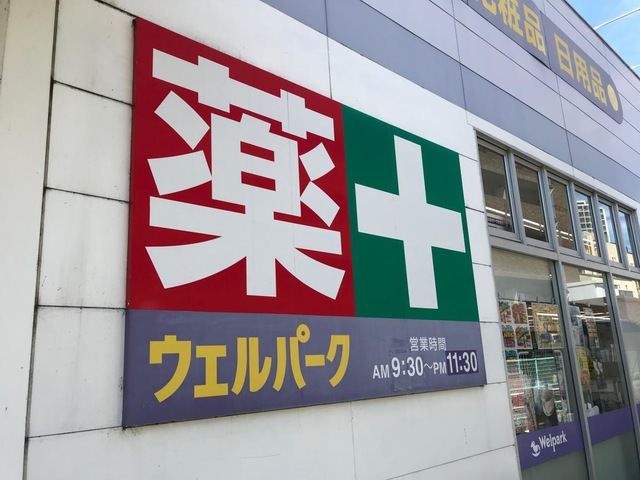 化粧品 日用品
薬
ウェルパーク
営業時間
AM 9:30～PM 11:30
Welpark